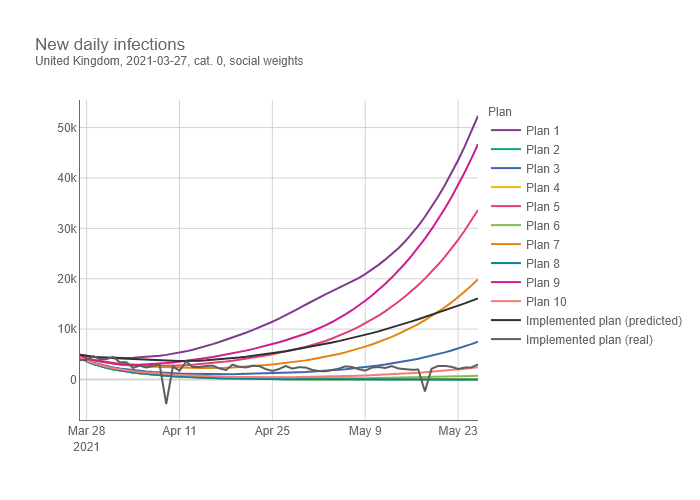 New daily infections
United Kingdom, 2021-03-27, cat. 0, social weights
50k
40k
30k
20k
10k
0
Mar 28
2021
Apr 11
Apr 25
May 9
May 23
Plan
Plan 1
Plan 2
Plan 3
Plan 4
Plan 5
Plan 6
Plan 7
Plan 8
Plan 9
Plan 10
Implemented plan (predicted)
Implemented plan (real)